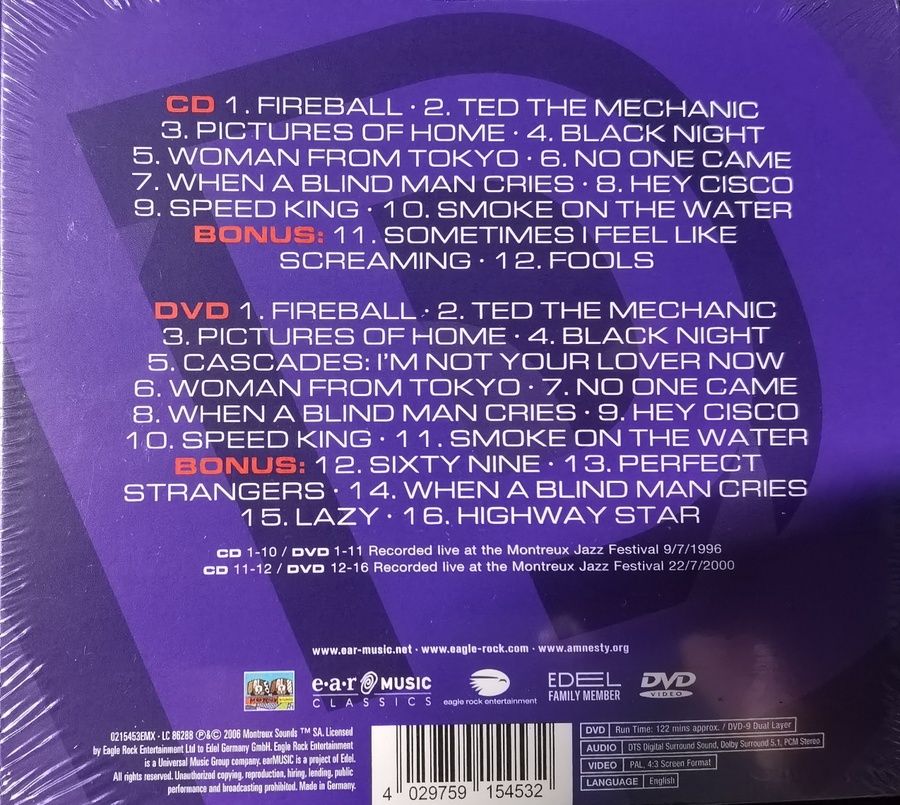 CD 1. FIREBALL · 2. TED THE MECHANIC
3. PICTURES OF HOME · 4. BLACK NIGHT
5. WOMAN FROM TOKYO · 6. NO ONE CAME
7. WHEN A BLIND MAN CRIES · 8. HEY CISCO
9. SPEED KING · 10. SMOKE ON THE WATER
BONUS: 11. SOMETIMES I FEEL LIKE
SCREAMING · 12. FOOLS
DVD 1. FIREBALL · 2. TED THE MECHANIC
3. PICTURES OF HOME · 4. BLACK NIGHT
5. CASCADES: I'M NOT YOUR LOVER NOW
6. WOMAN FROM TOKYO · 7. NO ONE CAME
8. WHEN A BLIND MAN CRIES · 9. HEY CISCO
10. SPEED KING · 11. SMOKE ON THE WATER
BONUS: 12. SIXTY NINE · 13. PERFECT
STRANGERS · 14. WHEN A BLIND MAN CRIES
15. LAZY · 16. HIGHWAY STAR
CD 1-10 / DVD 1-11 Recorded live at the Montreux Jazz Festival 9/7/1996
CD 11-12 / DVD 12-16 Recorded live at the Montreux Jazz Festival 22/7/2000
www.ear-music.net · www.eagle-rock.com · www.amnesty.org
e·a·r MUSIC
CLASSICS
eagle rock entertainment
EDEL
FAMILY MEMBER
DVD
VIDEO
0215453EMX · LC 86288 ℗&© 2006 Montreux Sounds ™ SA. Licensed
by Eagle Rock Entertainment Ltd to Edel Germany GmbH. Eagle Rock Entertainment
is a Universal Music Group company. earMUSIC is a project of Edel.
All rights reserved. Unauthorized copying, reproduction, hiring, lending, public
performance and broadcasting prohibited. Made in Germany.
4 029759 154532
DVD Run Time: 122 mins approx. / DVD-9 Dual Layer
AUDIO DTS Digital Surround Sound, Dolby Surround 5.1, PCM Stereo
VIDEO PAL, 4:3 Screen Format
LANGUAGE English